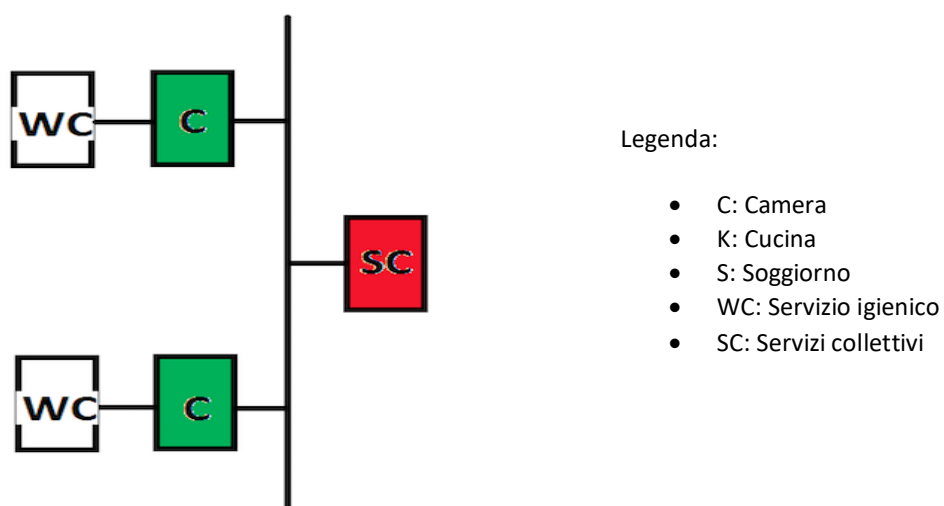 WC
C
SC
WC
C
Legenda:
• C: Camera
• K: Cucina
• S: Soggiorno
• WC: Servizio igienico
• SC: Servizi collettivi